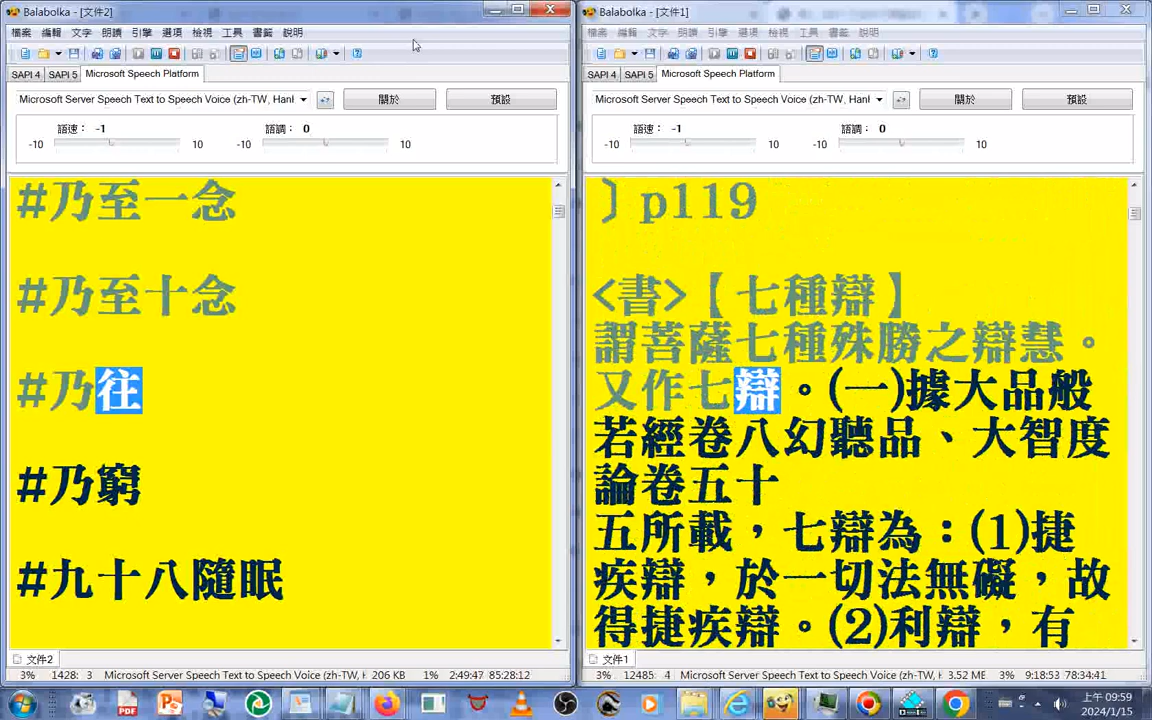 Balabolka - [文件2]
檔案 編輯 文字 朗讀 引擎 選項 檢視 工具 書籤 說明
SAPI 4 SAPI 5 Microsoft Speech Platform
Microsoft Server Speech Text to Speech Voice (zh-TW, Hanl 關於 預設
語速： -1 語調： 0
-10 10 -10 10
#乃至一念
#乃至十念
#乃往
#乃窮
#九十八隨眠
文件2
3% 1428: 3 Microsoft Server Speech Text to Speech Voice (zh-TW, H 206 KB 1% 2:49:47 85:28:12
Balabolka - [文件1]
檔案 編輯 文字 朗讀 引擎 選項 檢視 工具 書籤 說明
SAPI 4 SAPI 5 Microsoft Speech Platform
Microsoft Server Speech Text to Speech Voice (zh-TW, Hanl 關於 預設
語速： -1 語調： 0
-10 10 -10 10
〕p119
<書>【七種辯】
謂菩薩七種殊勝之辯慧。
又作七辯。(一)據大品般
若經卷八幻聽品、大智度
論卷五十
五所載，七辯為：(1)捷
疾辯，於一切法無礙，故
得捷疾辯。(2)利辯，有
文件1
3% 12485: 4 Microsoft Server Speech Text to Speech Voice (zh-TW, 3.52 ME 3% 9:18:53 78:34:41
上午 09:59
2024/1/15